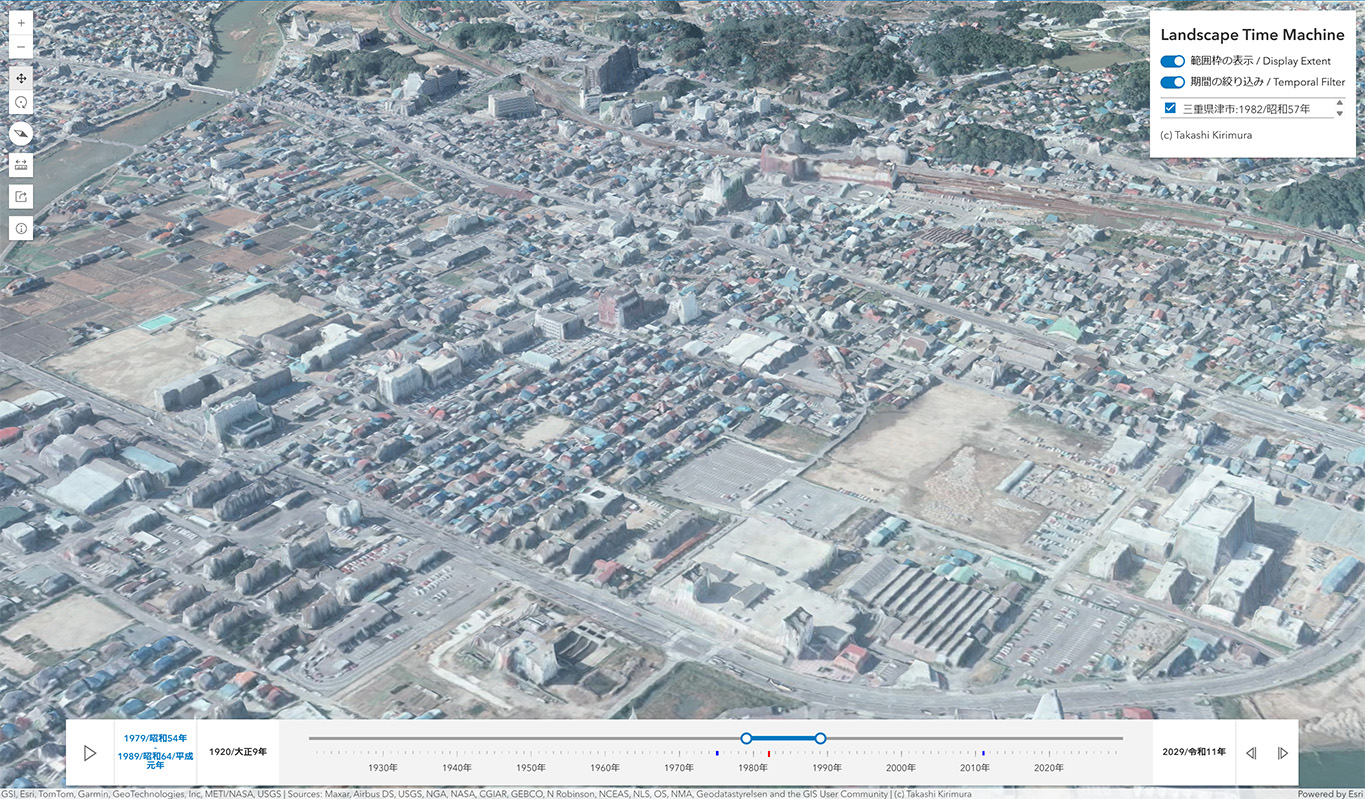 Landscape Time Machine
範囲枠の表示 / Display Extent
期間の絞り込み / Temporal Filter
三重県津市:1982/昭和57年
(c) Takashi Kirimura
1979/昭和54年
-
1989/昭和64/平成
元年
1920/大正9年
1930年 1940年 1950年 1960年 1970年 1980年 1990年 2000年 2010年 2020年
2029/令和11年
GSI, Esri, TomTom, Garmin, GeoTechnologies, Inc, METI/NASA, USGS | Sources: Maxar, Airbus DS, USGS, NGA, NASA, CGIAR, GEBCO, N Robinson, NCEAS, NLS, OS, NMA, Geodatastyrelsen and the GIS User Community | (c) Takashi Kirimura
Powered by Esri